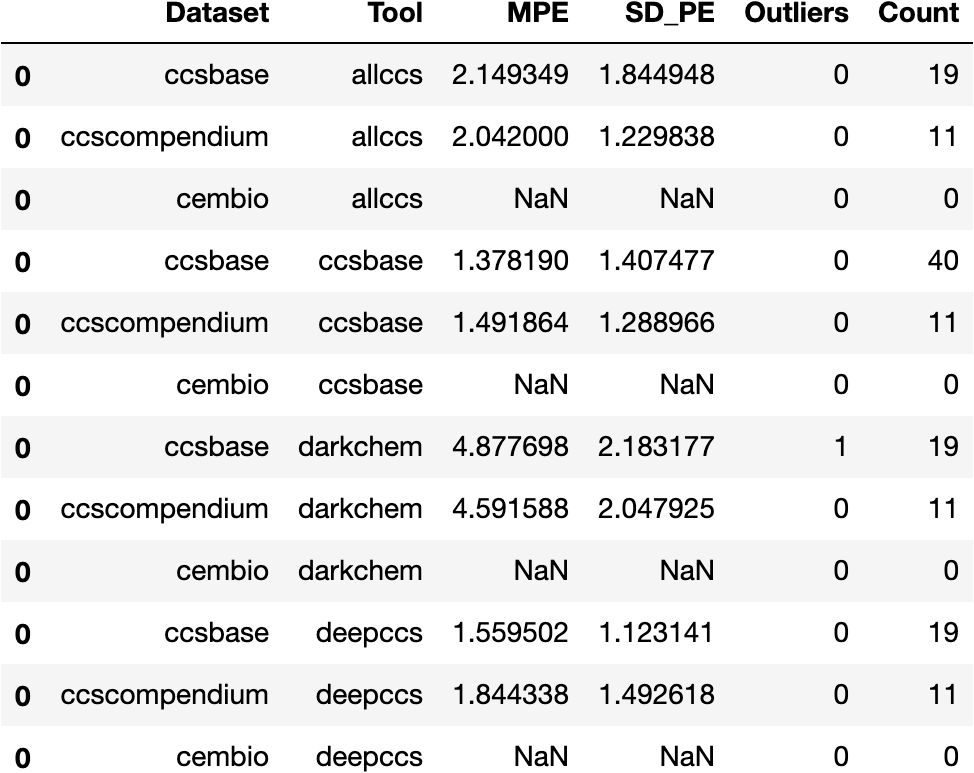 Dataset Tool MPE SD_PE Outliers Count
0 ccsbase allccs 2.149349 1.844948 0 19
0 ccscompendium allccs 2.042000 1.229838 0 11
0 cembio allccs NaN NaN 0 0
0 ccsbase ccsbase 1.378190 1.407477 0 40
0 ccscompendium ccsbase 1.491864 1.288966 0 11
0 cembio ccsbase NaN NaN 0 0
0 ccsbase darkchem 4.877698 2.183177 1 19
0 ccscompendium darkchem 4.591588 2.047925 0 11
0 cembio darkchem NaN NaN 0 0
0 ccsbase deepccs 1.559502 1.123141 0 19
0 ccscompendium deepccs 1.844338 1.492618 0 11
0 cembio deepccs NaN NaN 0 0